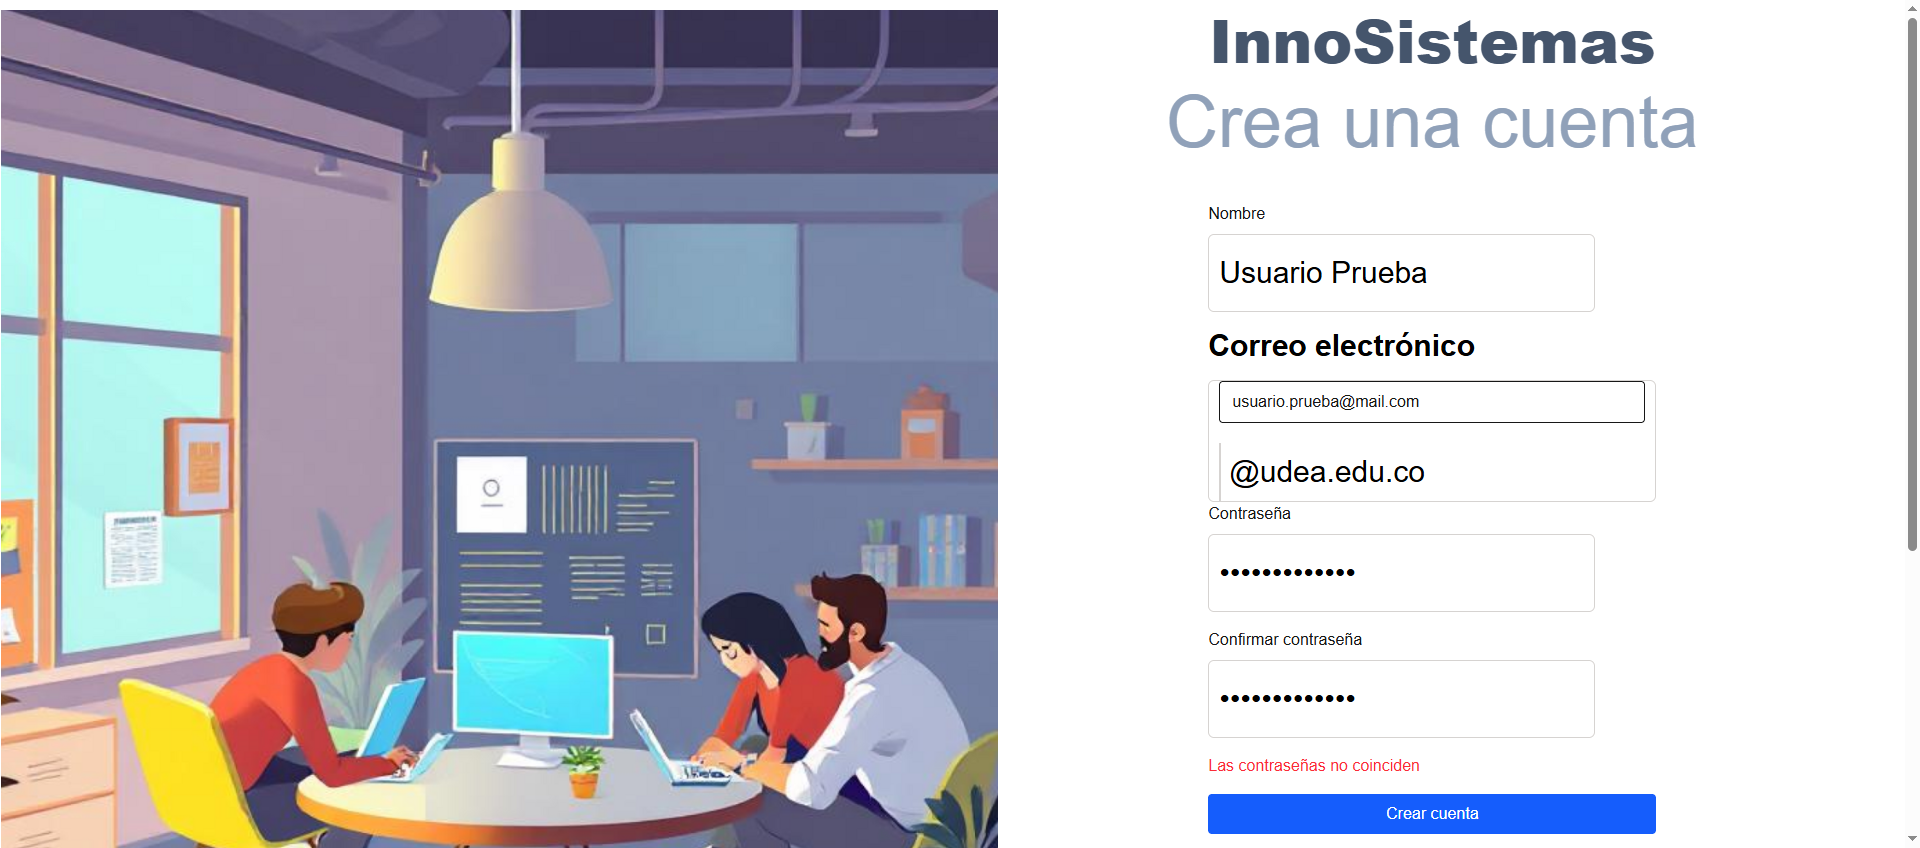 InnoSistemas
Crea una cuenta
Nombre
Usuario Prueba
Correo electrónico
usuario.prueba@mail.com
@udea.edu.co
Contraseña
•••••••••••••
Confirmar contraseña
•••••••••••••
Las contraseñas no coinciden
Crear cuenta